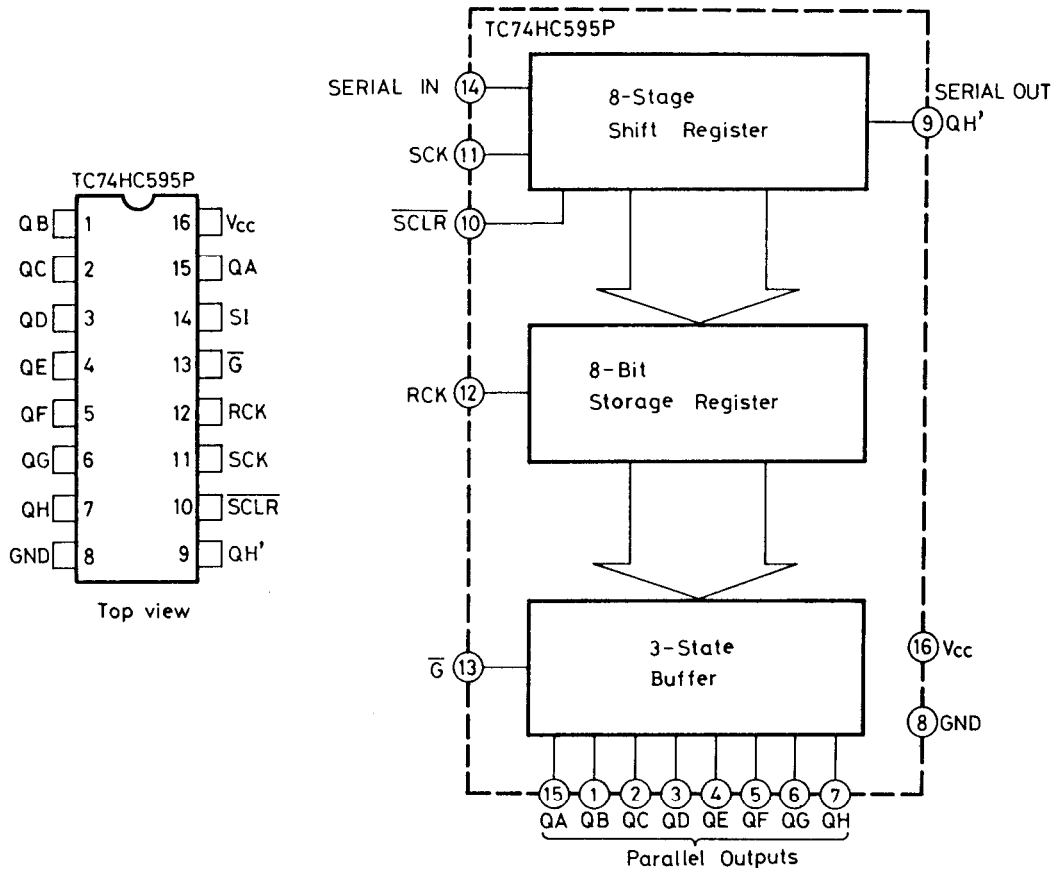 TC74HC595P
QB 1 16 Vcc
QC 2 15 QA
QD 3 14 SI
QE 4 13 G̅
QF 5 12 RCK
QG 6 11 SCK
QH 7 10 S̅C̅L̅R̅
GND 8 9 QH'
Top view
TC74HC595P
SERIAL IN 14
8-Stage
Shift Register
SERIAL OUT
9 QH'
SCK 11
S̅C̅L̅R̅ 10
RCK 12
8-Bit
Storage Register
G̅ 13
3-State
Buffer
16 Vcc
8 GND
15 1 2 3 4 5 6 7
QA QB QC QD QE QF QG QH
Parallel Outputs